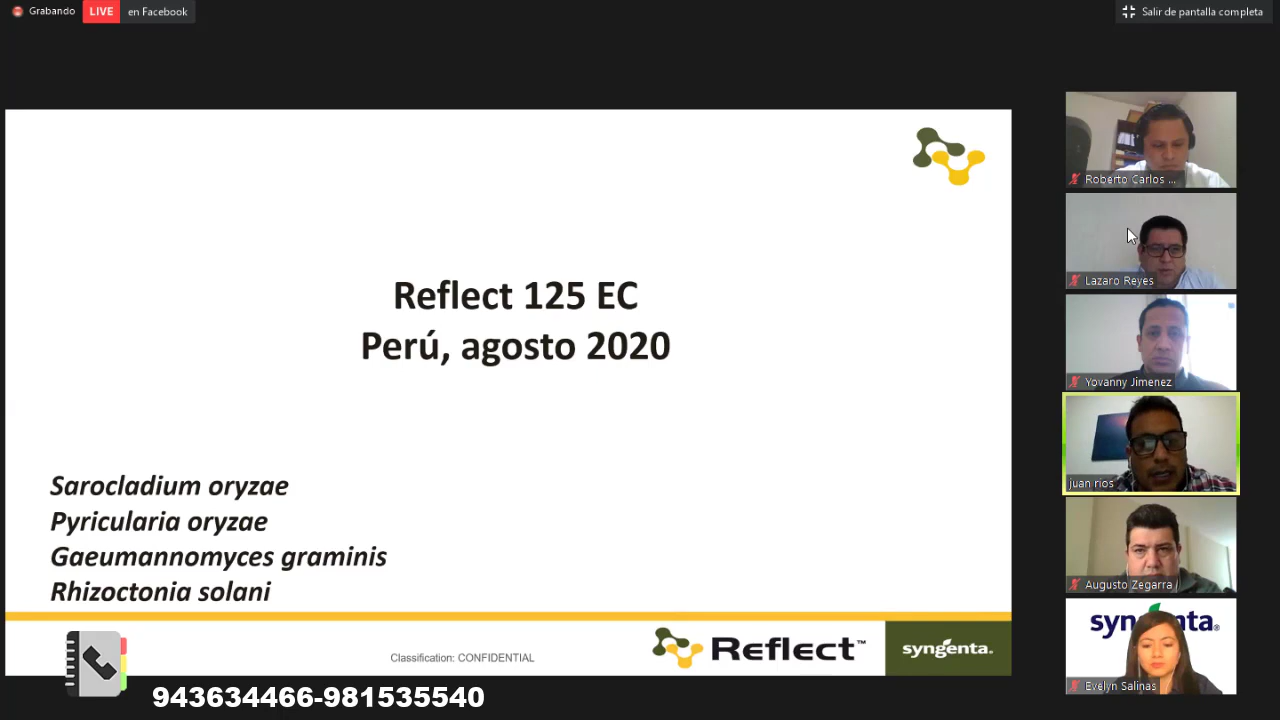 Grabando
LIVE
en Facebook
Salir de pantalla completa
Reflect 125 EC
Perú, agosto 2020
Sarocladium oryzae
Pyricularia oryzae
Gaeumannomyces graminis
Rhizoctonia solani
Classification: CONFIDENTIAL
Reflect™
syngenta.
943634466-981535540
Roberto Carlos ...
Lazaro Reyes
Yovanny Jimenez
juan rios
Augusto Zegarra
Evelyn Salinas